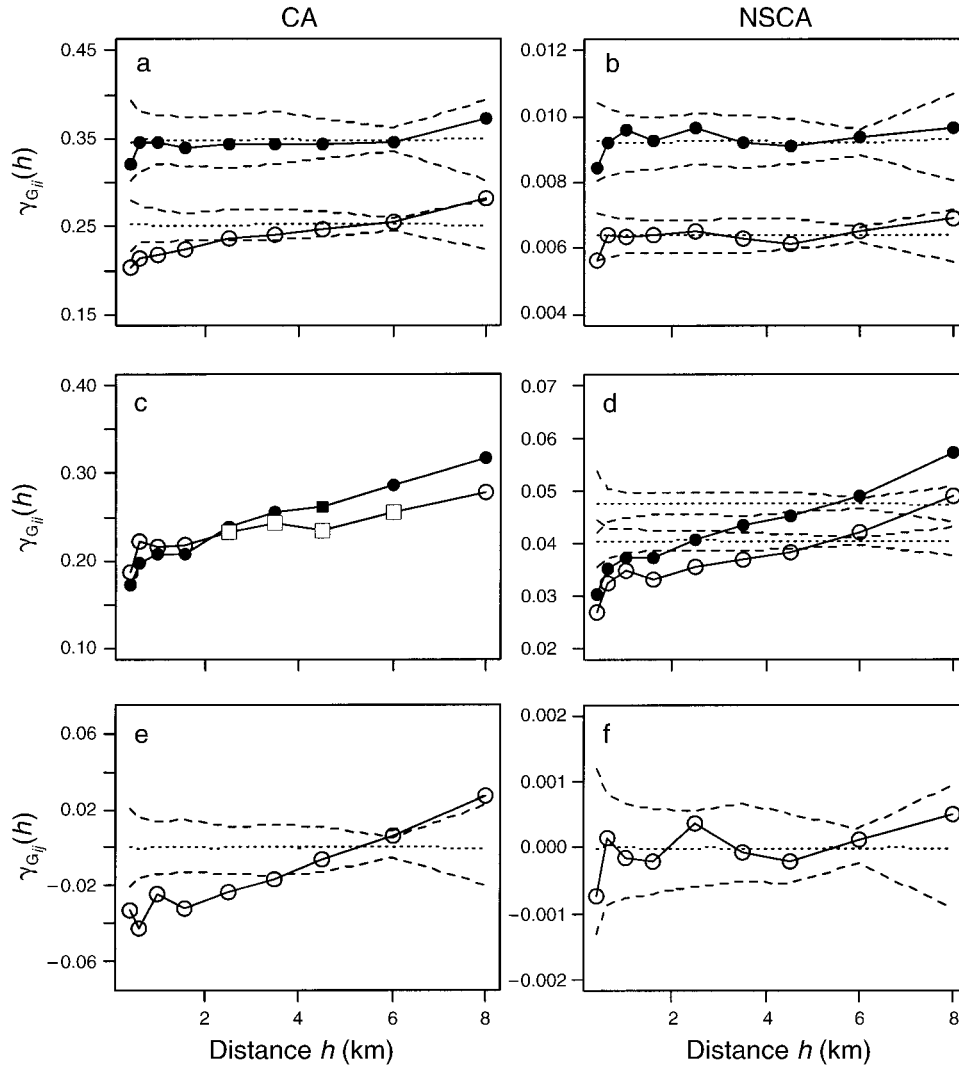 CA
NSCA
a
0.45
0.35
0.25
0.15
γGii(h)
b
0.012
0.010
0.008
0.006
0.004
c
0.40
0.30
0.20
0.10
γGii(h)
d
0.07
0.06
0.05
0.04
0.03
0.02
e
0.06
0.02
−0.02
−0.06
γGij(h)
2
4
6
8
Distance h (km)
f
0.002
0.001
0.000
−0.001
−0.002
2
4
6
8
Distance h (km)